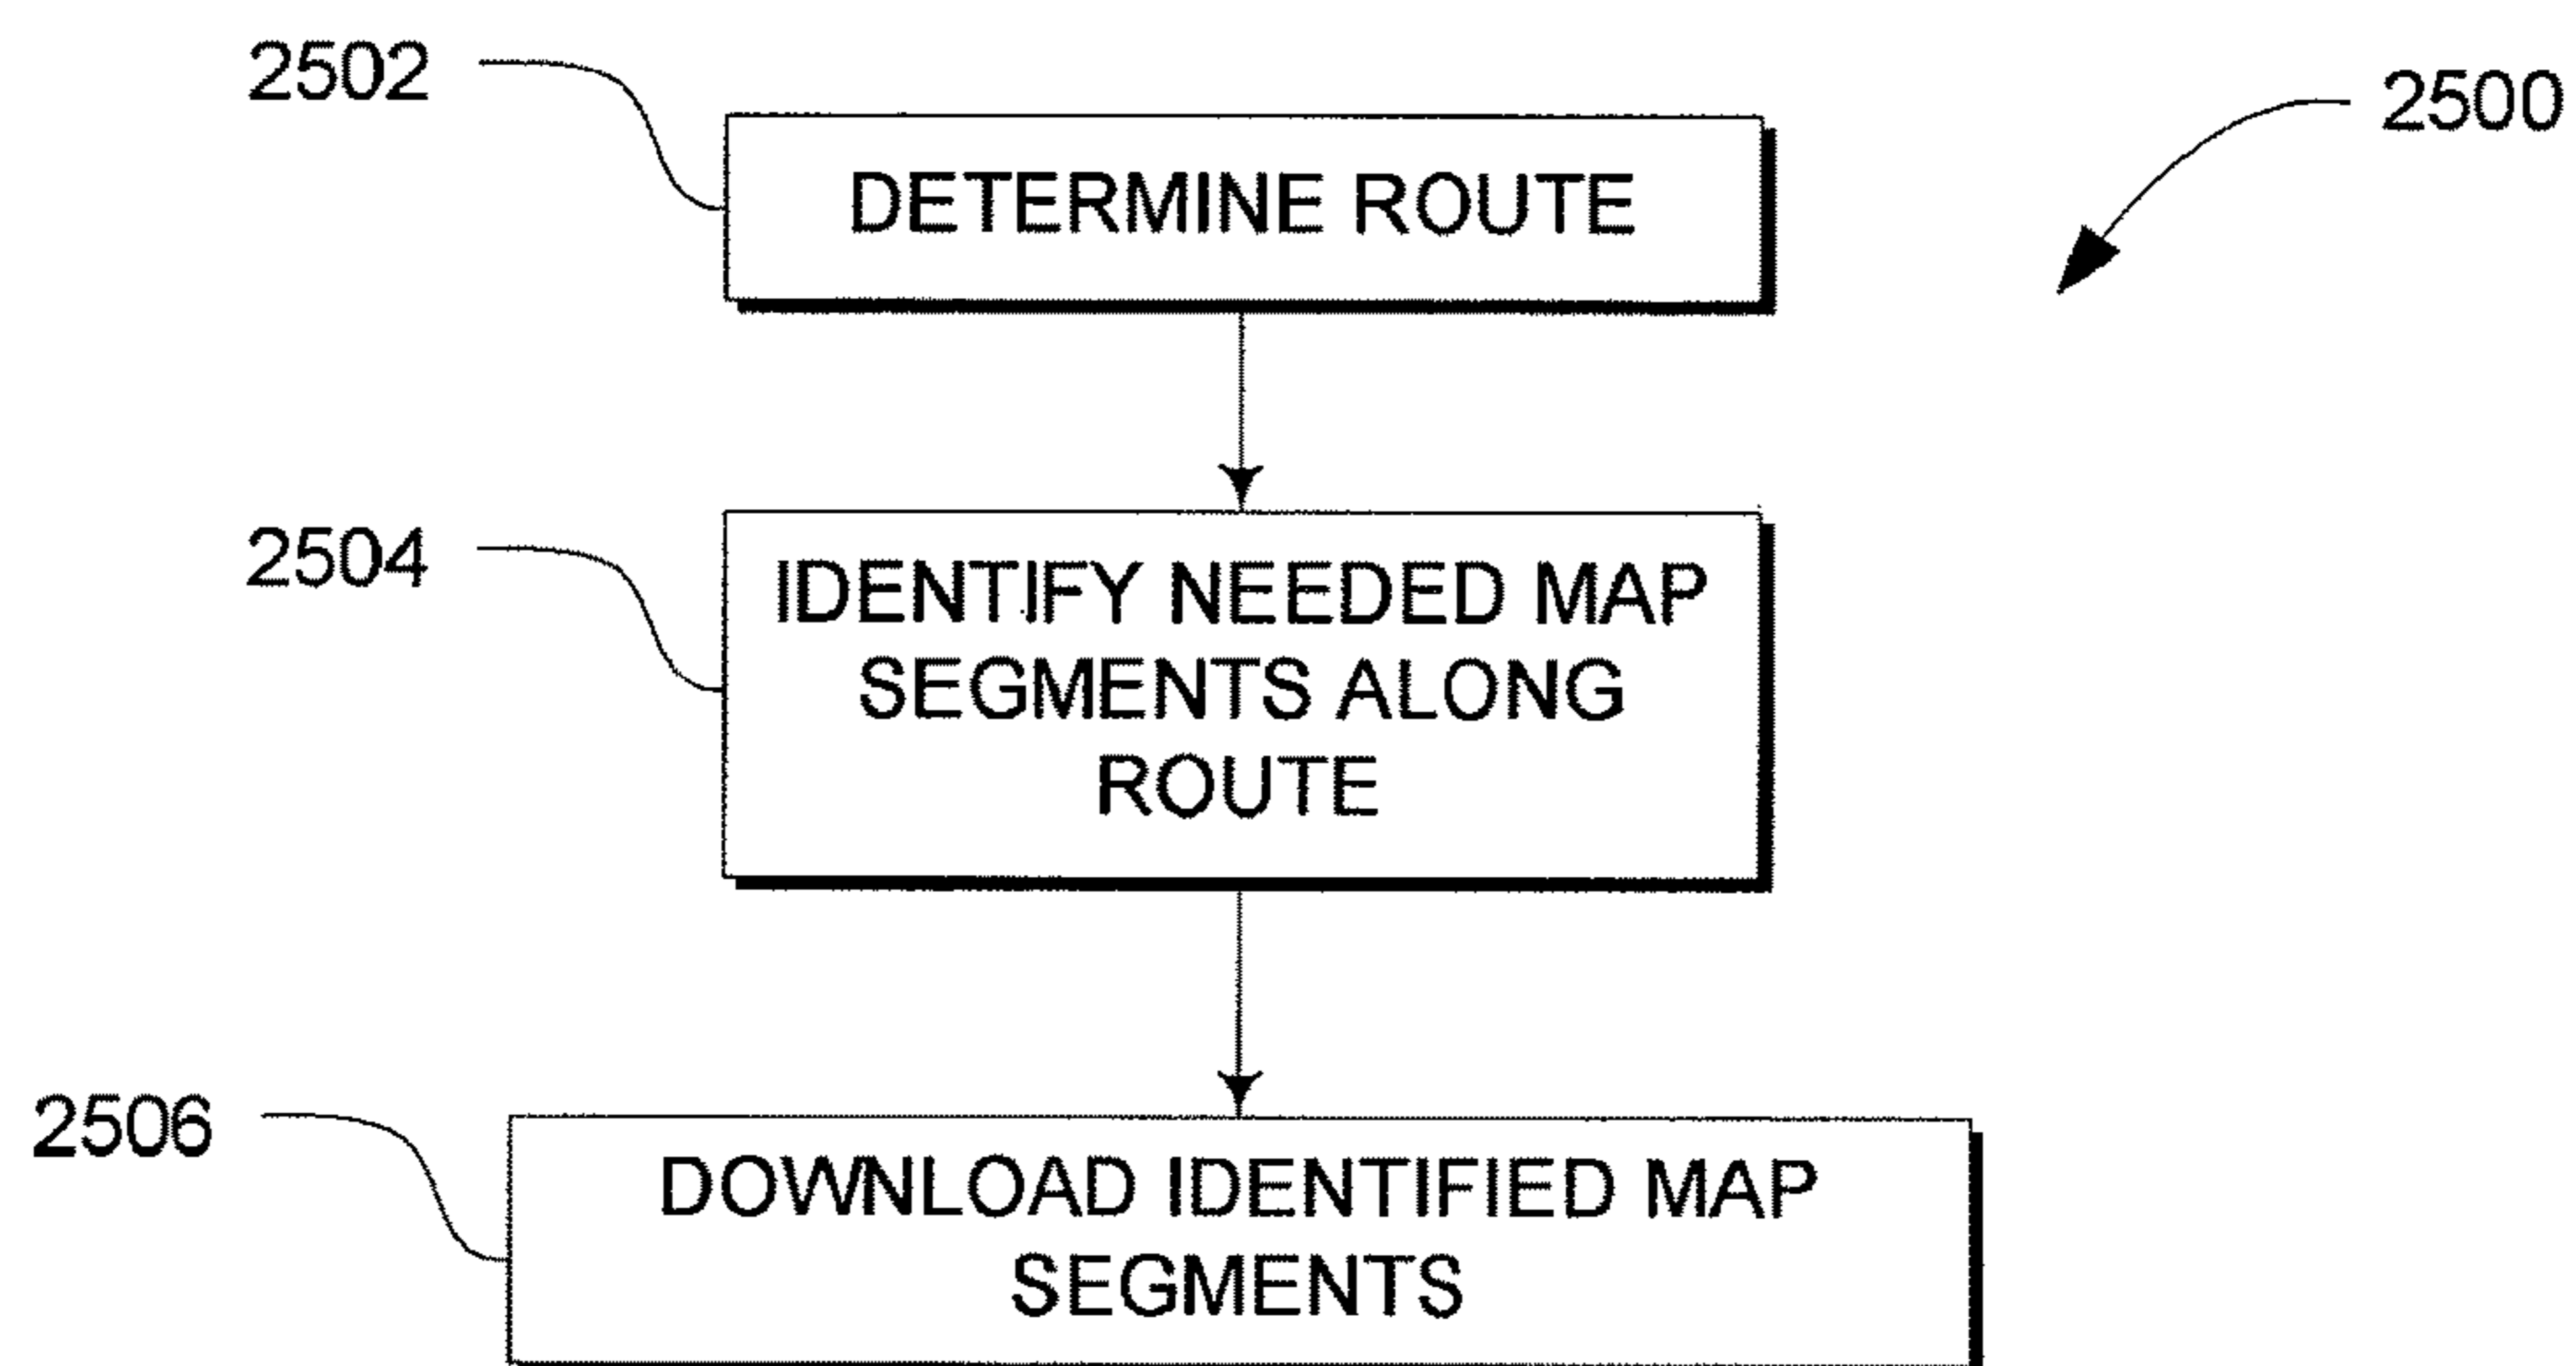 2502
2500
DETERMINE ROUTE
2504
IDENTIFY NEEDED MAP
SEGMENTS ALONG
ROUTE
2506
DOWNLOAD IDENTIFIED MAP
SEGMENTS